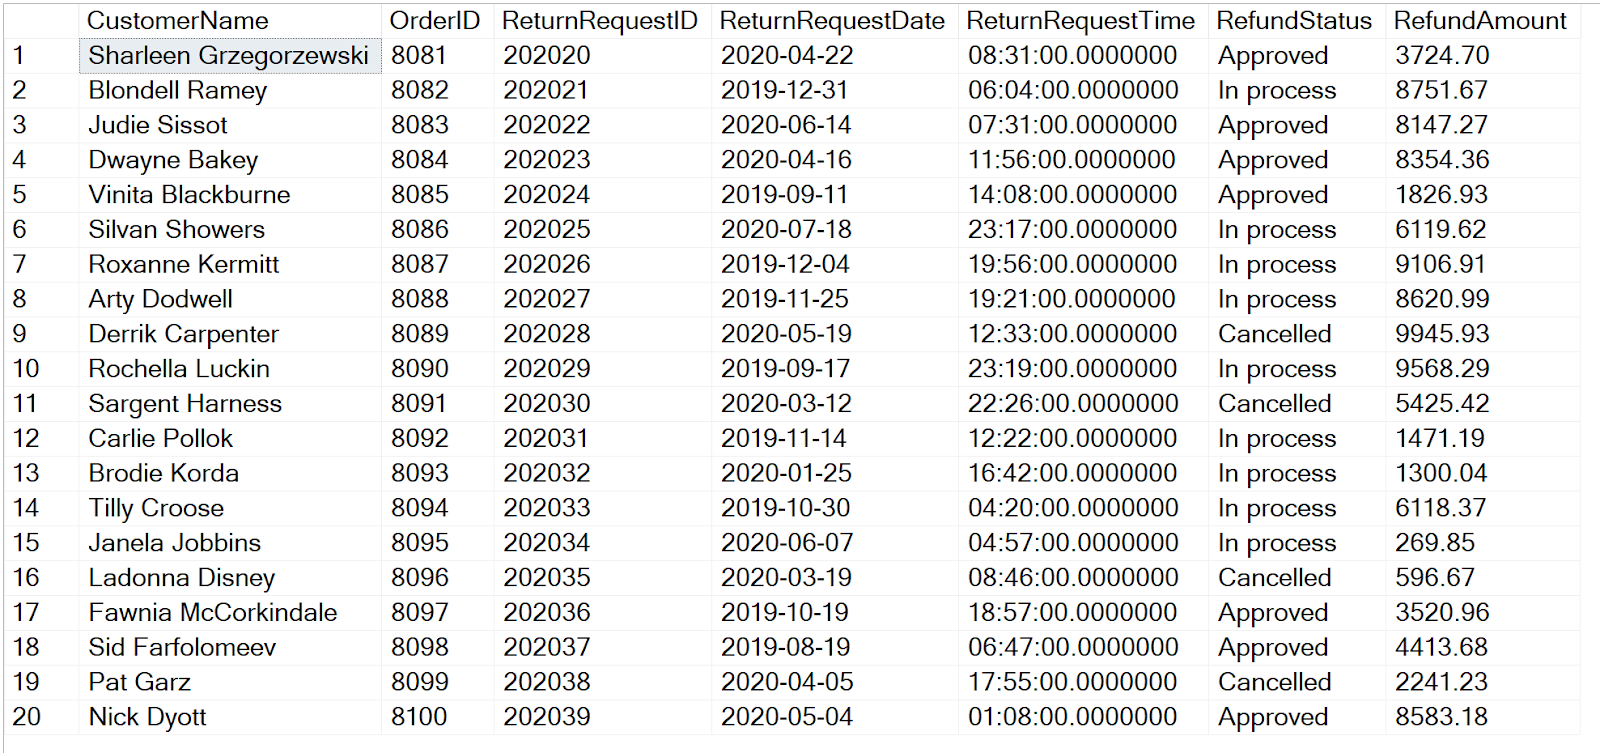 CustomerName OrderID ReturnRequestID ReturnRequestDate ReturnRequestTime RefundStatus RefundAmount
1 Sharleen Grzegorzewski 8081 202020 2020-04-22 08:31:00.0000000 Approved 3724.70
2 Blondell Ramey 8082 202021 2019-12-31 06:04:00.0000000 In process 8751.67
3 Judie Sissot 8083 202022 2020-06-14 07:31:00.0000000 Approved 8147.27
4 Dwayne Bakey 8084 202023 2020-04-16 11:56:00.0000000 Approved 8354.36
5 Vinita Blackburne 8085 202024 2019-09-11 14:08:00.0000000 Approved 1826.93
6 Silvan Showers 8086 202025 2020-07-18 23:17:00.0000000 In process 6119.62
7 Roxanne Kermitt 8087 202026 2019-12-04 19:56:00.0000000 In process 9106.91
8 Arty Dodwell 8088 202027 2019-11-25 19:21:00.0000000 In process 8620.99
9 Derrik Carpenter 8089 202028 2020-05-19 12:33:00.0000000 Cancelled 9945.93
10 Rochella Luckin 8090 202029 2019-09-17 23:19:00.0000000 In process 9568.29
11 Sargent Harness 8091 202030 2020-03-12 22:26:00.0000000 Cancelled 5425.42
12 Carlie Pollok 8092 202031 2019-11-14 12:22:00.0000000 In process 1471.19
13 Brodie Korda 8093 202032 2020-01-25 16:42:00.0000000 In process 1300.04
14 Tilly Croose 8094 202033 2019-10-30 04:20:00.0000000 In process 6118.37
15 Janela Jobbins 8095 202034 2020-06-07 04:57:00.0000000 In process 269.85
16 Ladonna Disney 8096 202035 2020-03-19 08:46:00.0000000 Cancelled 596.67
17 Fawnia McCorkindale 8097 202036 2019-10-19 18:57:00.0000000 Approved 3520.96
18 Sid Farfolomeev 8098 202037 2019-08-19 06:47:00.0000000 Approved 4413.68
19 Pat Garz 8099 202038 2020-04-05 17:55:00.0000000 Cancelled 2241.23
20 Nick Dyott 8100 202039 2020-05-04 01:08:00.0000000 Approved 8583.18